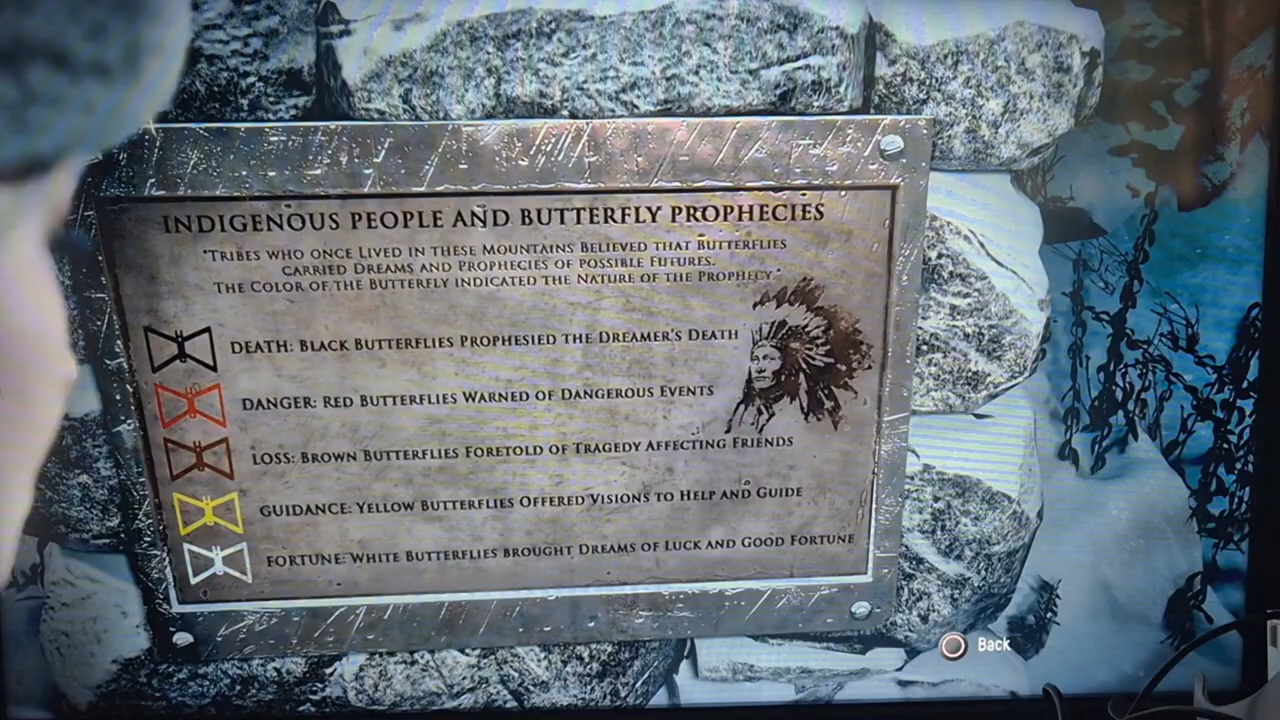 INDIGENOUS PEOPLE AND BUTTERFLY PROPHECIES
"TRIBES WHO ONCE LIVED IN THESE MOUNTAINS BELIEVED THAT BUTTERFLIES
CARRIED DREAMS AND PROPHECIES OF POSSIBLE FUTURES.
THE COLOR OF THE BUTTERFLY INDICATED THE NATURE OF THE PROPHECY."
DEATH: BLACK BUTTERFLIES PROPHESIED THE DREAMER'S DEATH
DANGER: RED BUTTERFLIES WARNED OF DANGEROUS EVENTS
LOSS: BROWN BUTTERFLIES FORETOLD OF TRAGEDY AFFECTING FRIENDS
GUIDANCE: YELLOW BUTTERFLIES OFFERED VISIONS TO HELP AND GUIDE
FORTUNE: WHITE BUTTERFLIES BROUGHT DREAMS OF LUCK AND GOOD FORTUNE
Back